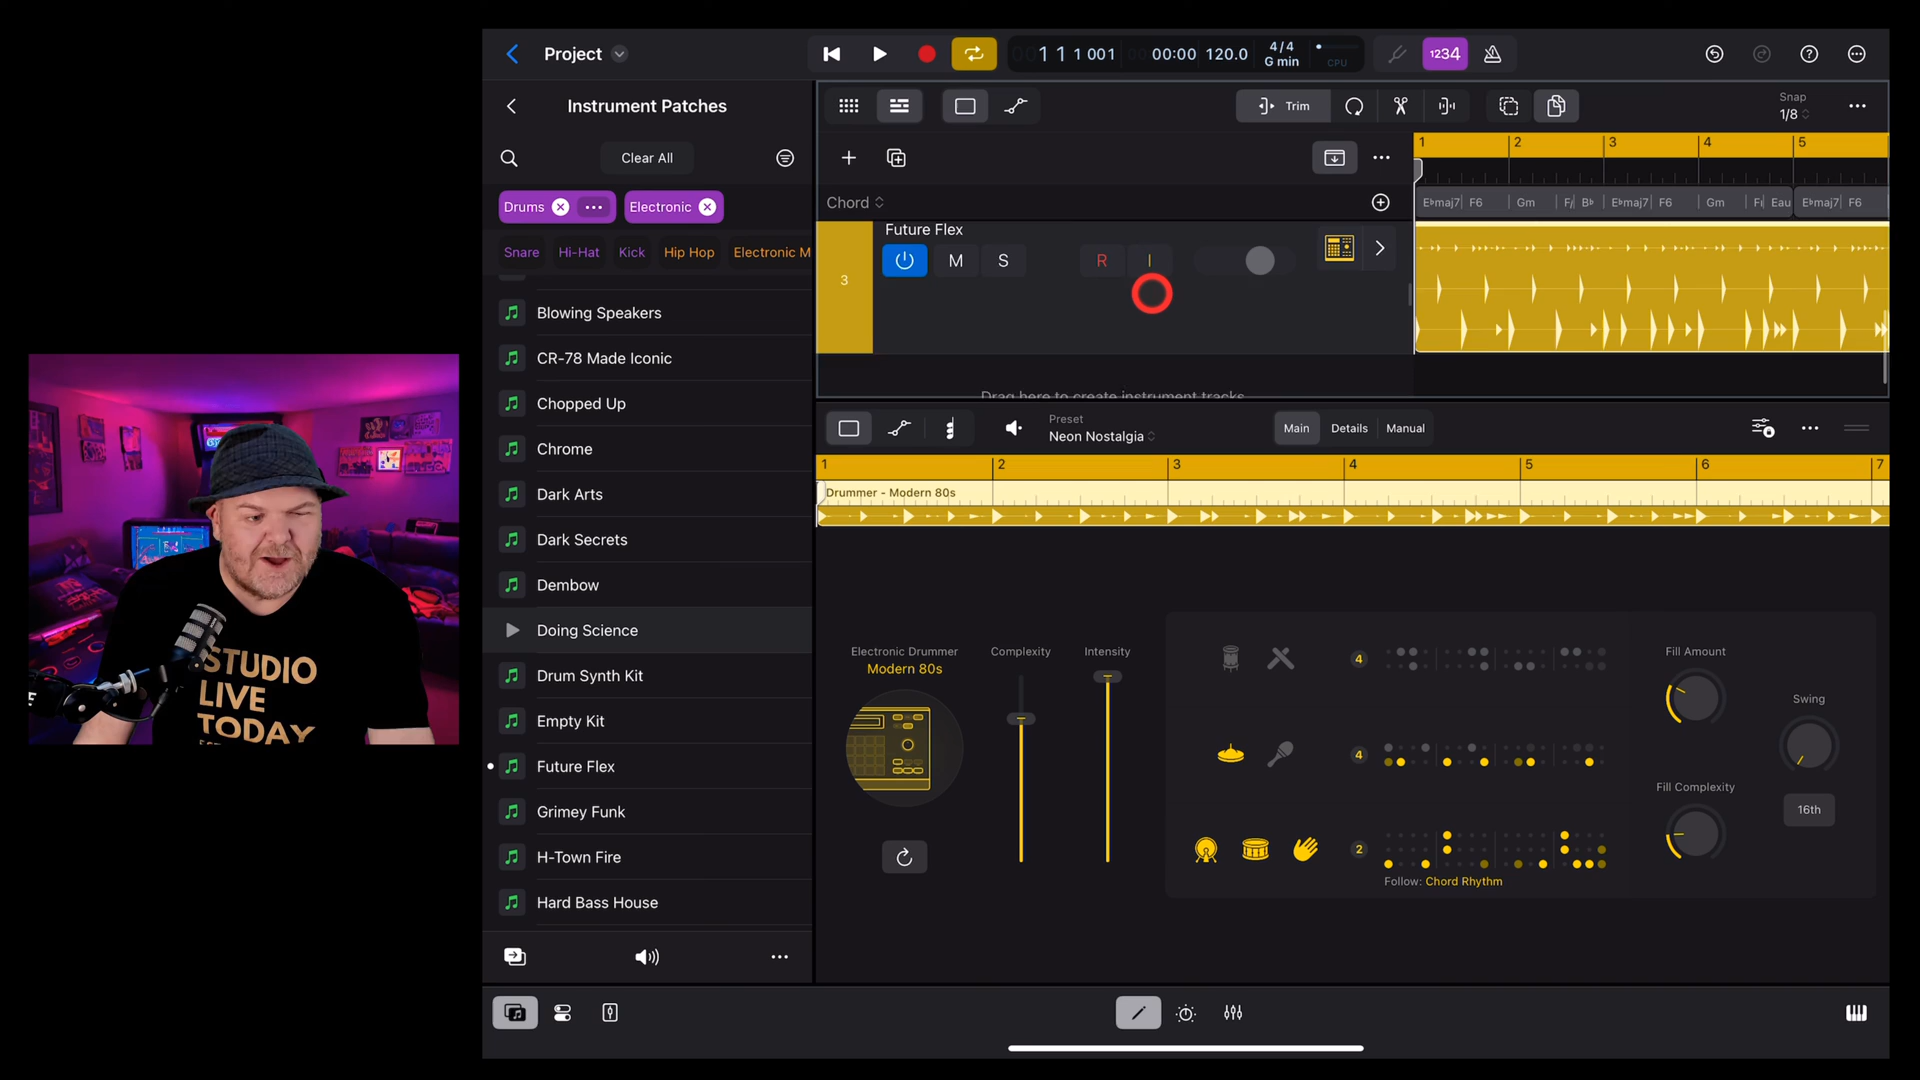 Project
1 1 1 001
00:00
120.0
4/4
G min
CPU
1234
Instrument Patches
Trim
Snap
1/8
Clear All
1 2 3 4 5
Drums
Electronic
Chord
E♭maj7 F6 Gm F/ B♭ E♭maj7 F6 Gm Eau E♭maj7 F6
Snare Hi-Hat Kick Hip Hop Electronic M
Future Flex
3
M S R I
Blowing Speakers
CR-78 Made Iconic
Chopped Up
Chrome
Dark Arts
Dark Secrets
Dembow
Doing Science
Drum Synth Kit
Empty Kit
Future Flex
Grimey Funk
H-Town Fire
Hard Bass House
Drag here to create instrument tracks
Preset
Neon Nostalgia
Main Details Manual
1 2 3 4 5 6 7
Drummer - Modern 80s
Electronic Drummer
Modern 80s
Complexity
Intensity
4
4
2
Follow: Chord Rhythm
Fill Amount
Swing
Fill Complexity
16th
STUDIO
LIVE
TODAY